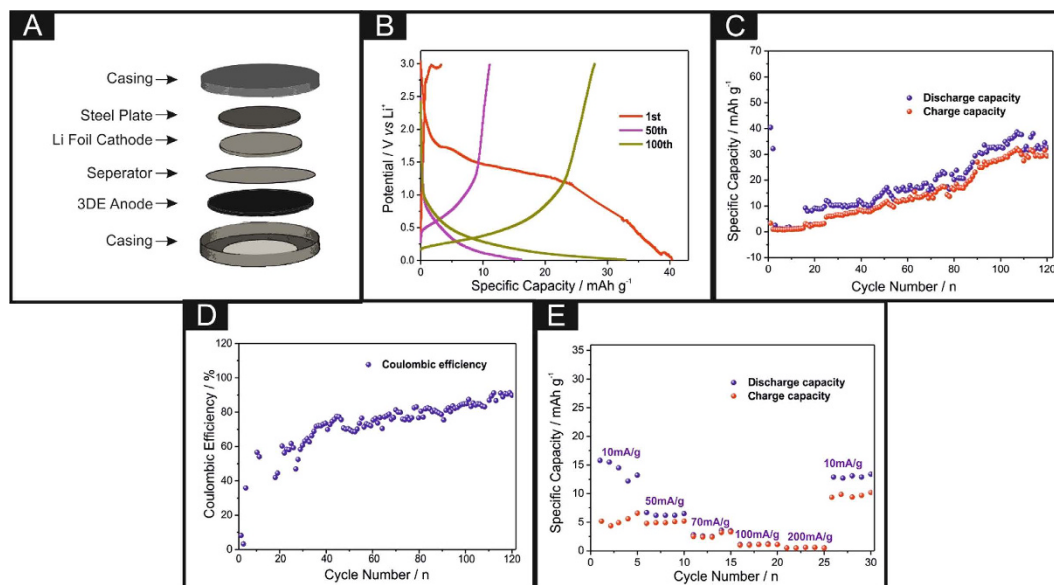 A
Casing
Steel Plate
Li Foil Cathode
Seperator
3DE Anode
Casing
B
3.0
2.5
2.0
1.5
1.0
0.5
0.0
Potential / V vs Li⁺
1st
50th
100th
0 10 20 30 40
Specific Capacity / mAh g⁻¹
C
70
60
50
40
30
20
10
0
-10
Specific Capacity / mAh g⁻¹
Discharge capacity
Charge capacity
0 20 40 60 80 100 120
Cycle Number / n
D
120
100
80
60
40
20
0
Coulombic Efficiency / %
Coulombic efficiency
0 20 40 60 80 100 120
Cycle Number / n
E
35
30
25
20
15
10
5
0
Specific Capacity / mAh g⁻¹
Discharge capacity
Charge capacity
10mA/g
50mA/g
70mA/g
100mA/g
200mA/g
10mA/g
0 5 10 15 20 25 30
Cycle Number / n